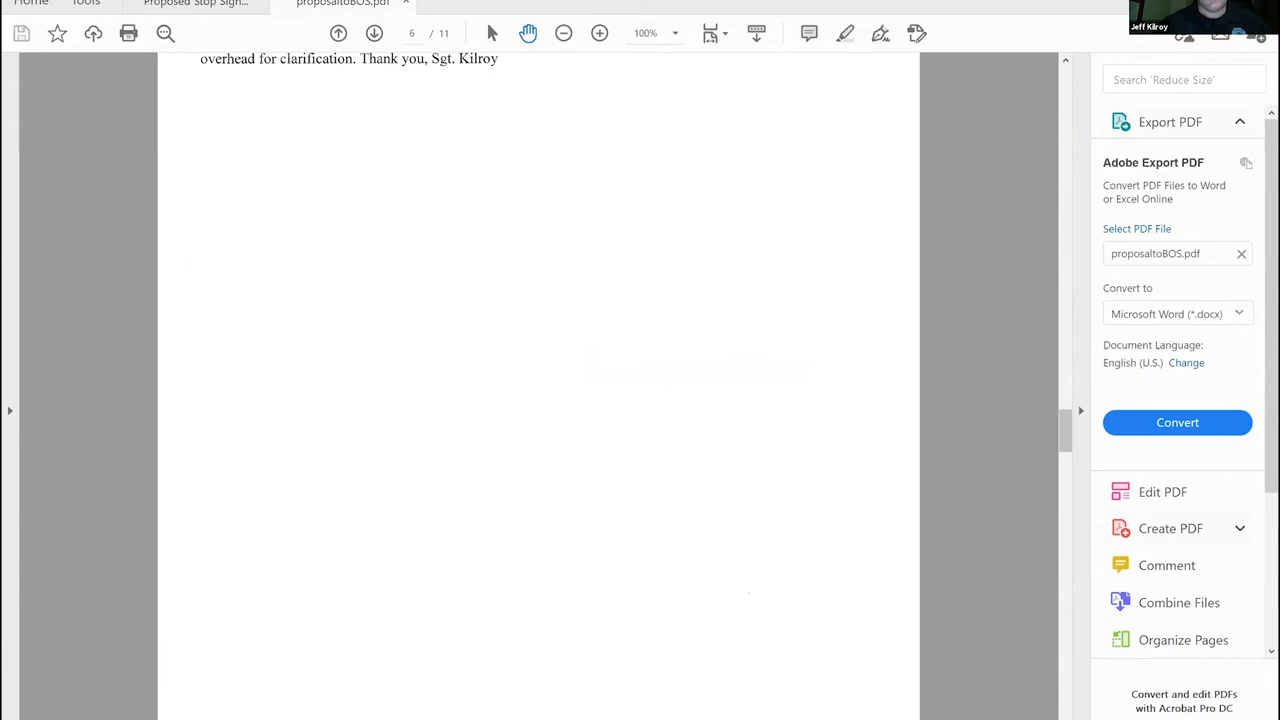 Home
Tools
Proposed Stop Sign...
proposaltoBOS.pdf
×
Jeff Kilroy
6 / 11
100%
overhead for clarification. Thank you, Sgt. Kilroy
Search 'Reduce Size'
Export PDF
Adobe Export PDF
Convert PDF Files to Word
or Excel Online
Select PDF File
proposaltoBOS.pdf
Convert to
Microsoft Word (*.docx)
Document Language:
English (U.S.) Change
Convert
Edit PDF
Create PDF
Comment
Combine Files
Organize Pages
Convert and edit PDFs
with Acrobat Pro DC